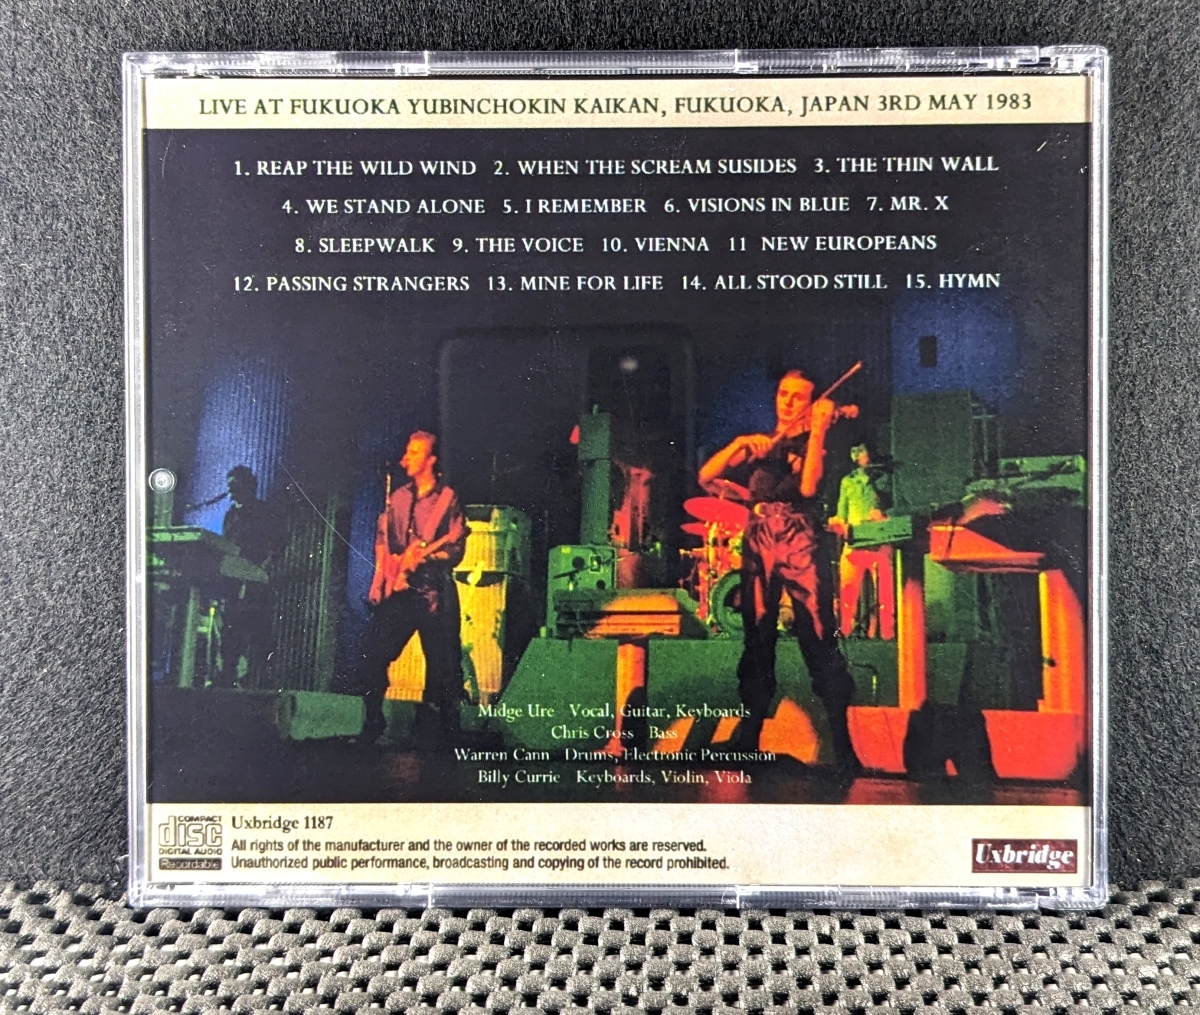 LIVE AT FUKUOKA YUBINCHOKIN KAIKAN, FUKUOKA, JAPAN 3RD MAY 1983
1. REAP THE WILD WIND 2. WHEN THE SCREAM SUSIDES 3. THE THIN WALL
4. WE STAND ALONE 5. I REMEMBER 6. VISIONS IN BLUE 7. MR. X
8. SLEEPWALK 9. THE VOICE 10. VIENNA 11 NEW EUROPEANS
12. PASSING STRANGERS 13. MINE FOR LIFE 14. ALL STOOD STILL 15. HYMN
Midge Ure Vocal, Guitar, Keyboards
Chris Cross Bass
Warren Cann Drums, Electronic Percussion
Billy Currie Keyboards, Violin, Viola
COMPACT
disc
DIGITAL AUDIO
Recordable
Uxbridge 1187
All rights of the manufacturer and the owner of the recorded works are reserved.
Unauthorized public performance, broadcasting and copying of the record prohibited.
Uxbridge